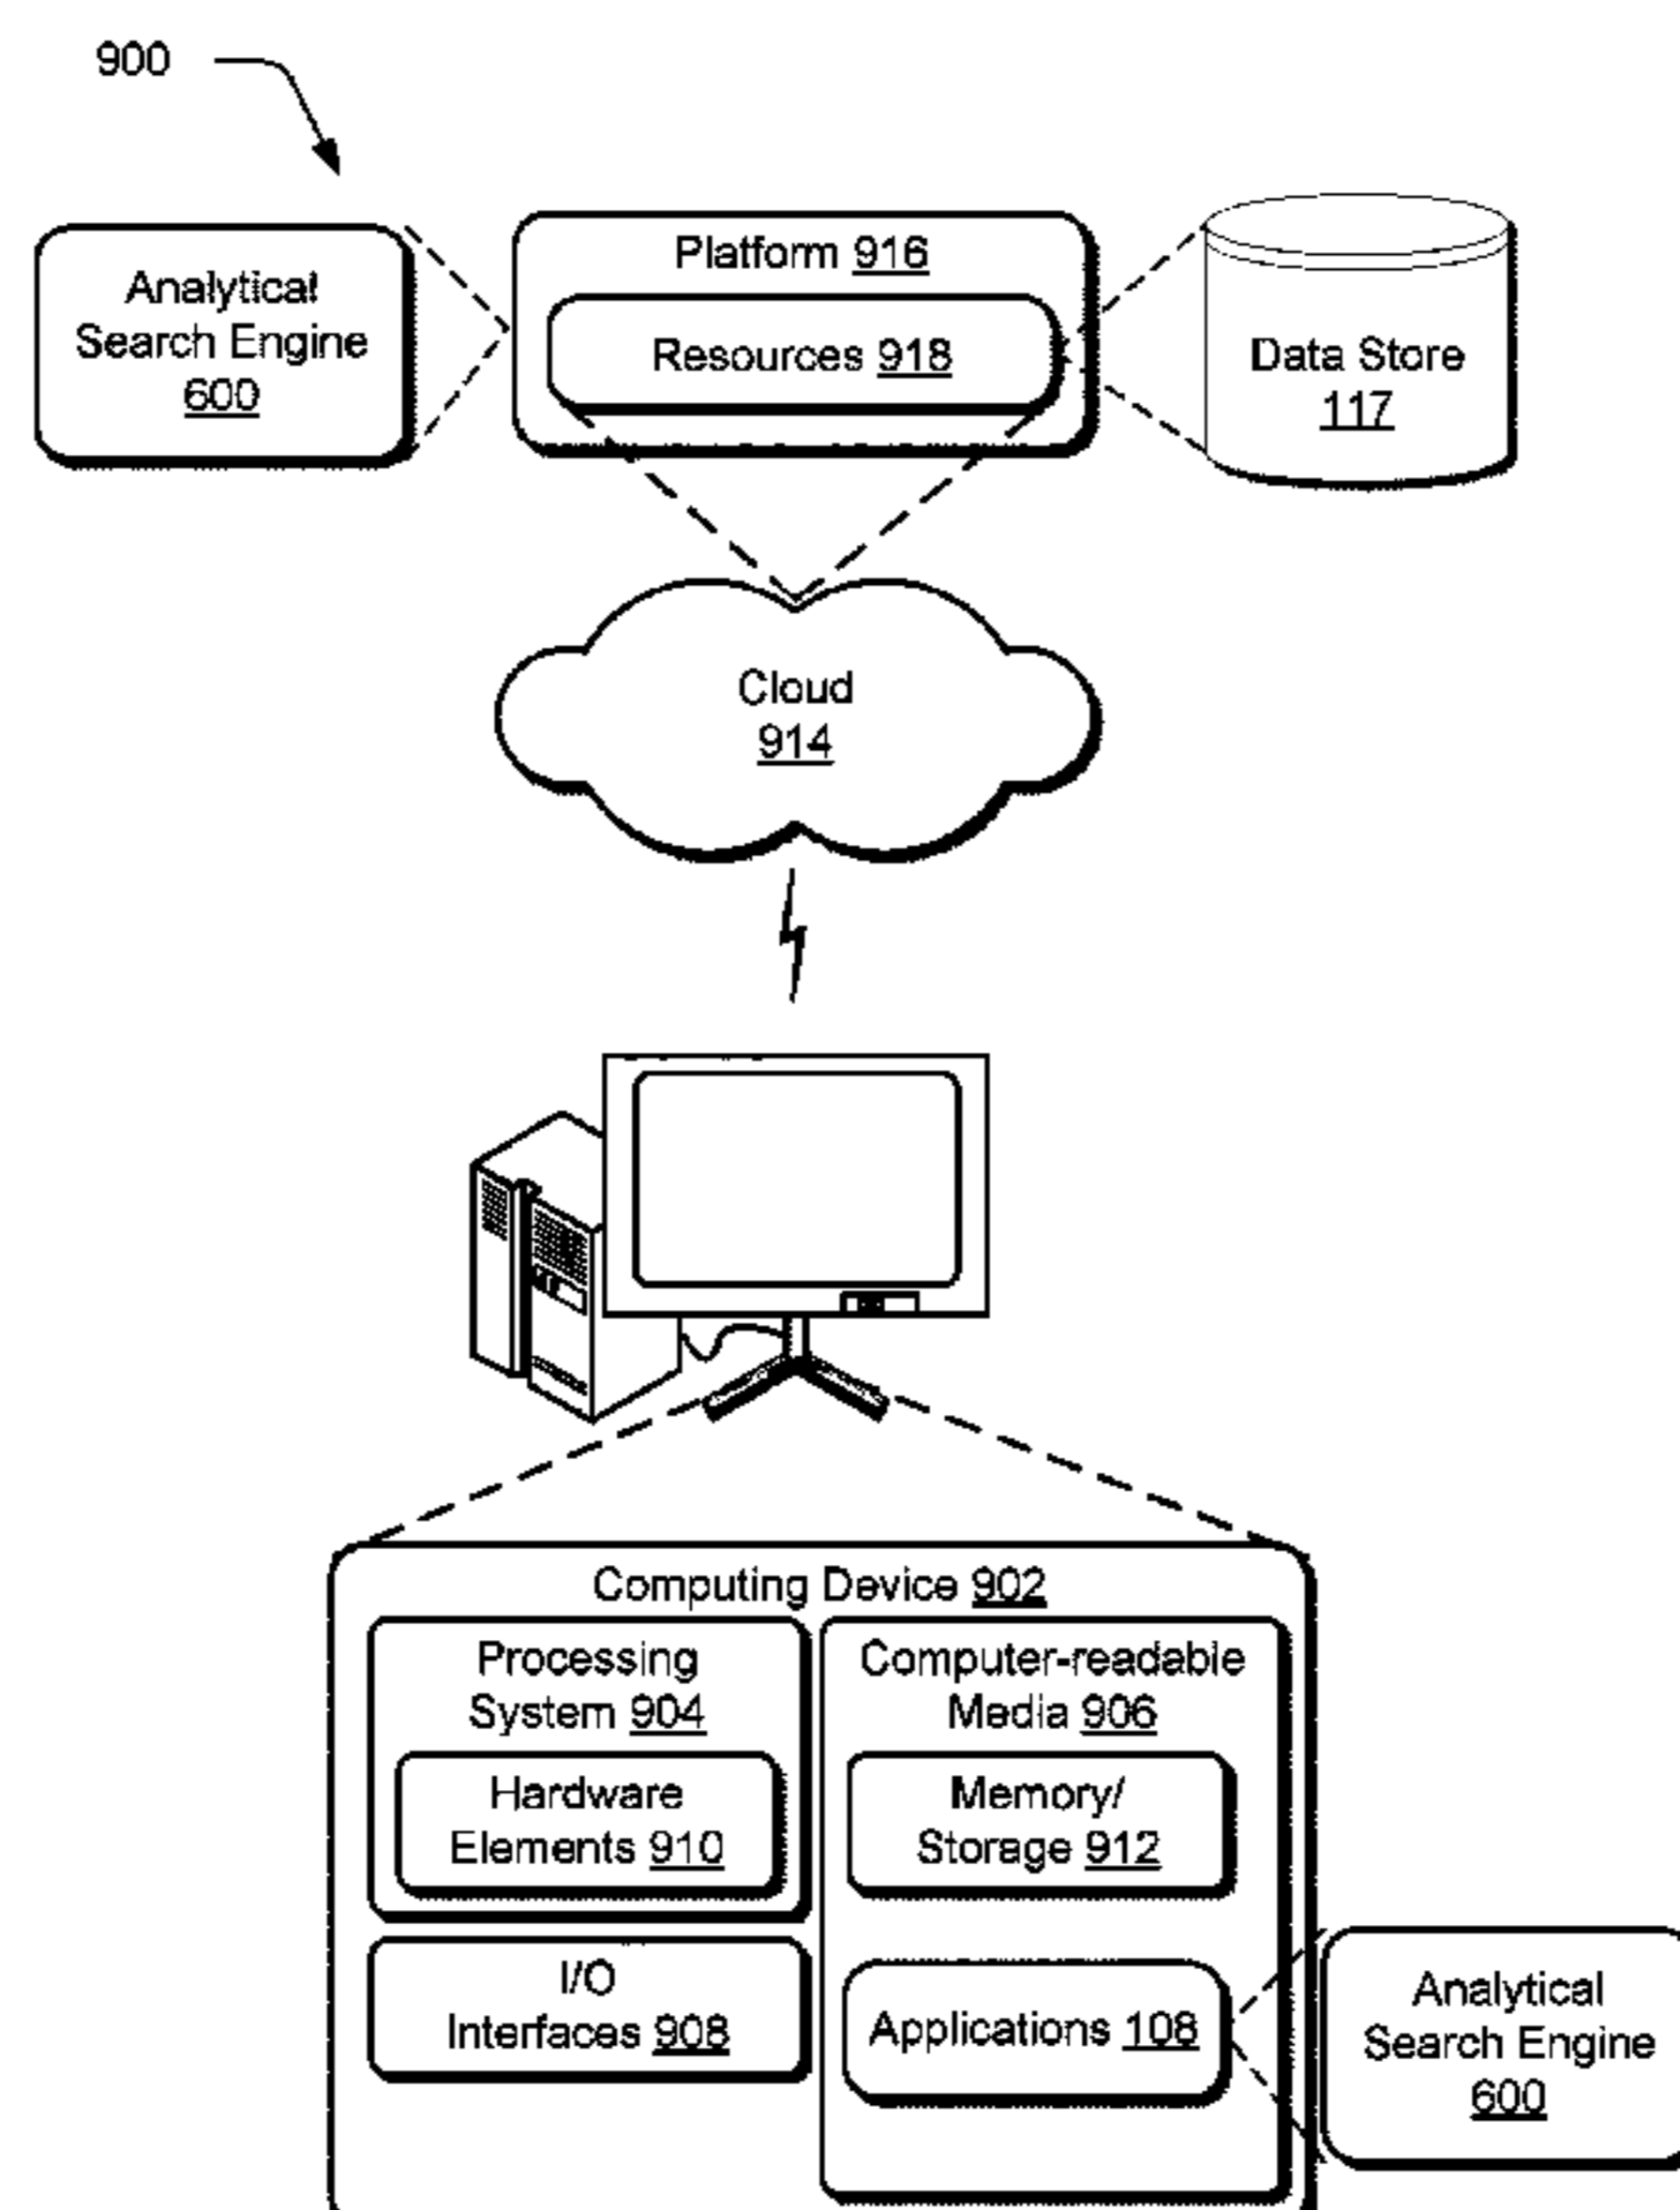 900
Platform 916
Analytical
Search Engine
600
Resources 918
Data Store
117
Cloud
914
Computing Device 902
Processing
System 904
Computer-readable
Media 906
Hardware
Elements 910
Memory/
Storage 912
I/O
Interfaces 908
Applications 108
Analytical
Search Engine
600